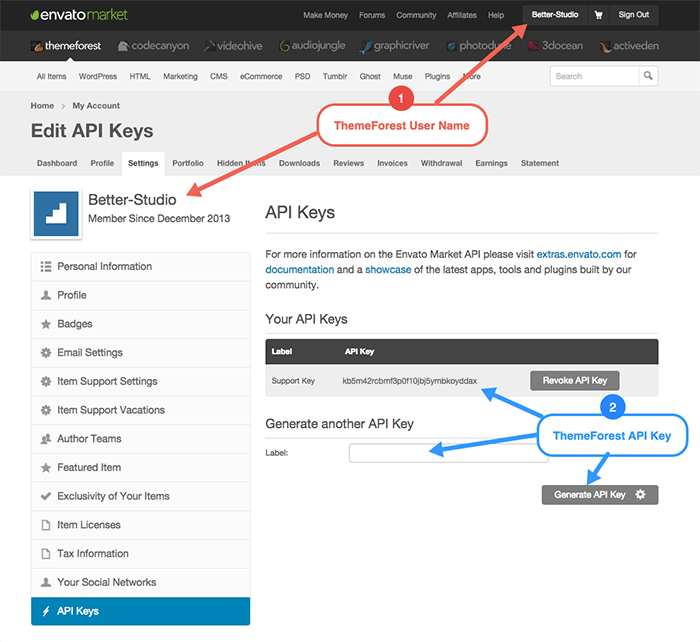 envato market
Make Money Forums Community Affiliates Help Better-Studio Sign Out
themeforest codecanyon videohive audiojungle graphicriver photodune 3docean activeden
All Items WordPress HTML Marketing CMS eCommerce PSD Tumblr Ghost Muse Plugins More Search
1
Home > My Account
ThemeForest User Name
Edit API Keys
Dashboard Profile Settings Portfolio Hidden Items Downloads Reviews Invoices Withdrawal Earnings Statement
Better-Studio
Member Since December 2013
API Keys
For more information on the Envato Market API please visit extras.envato.com for
documentation and a showcase of the latest apps, tools and plugins built by our
community.
Your API Keys
Label API Key
Support Key kb5m42rcbmf3p0f10jbj5ymbkoyddax Revoke API Key
2
Generate another API Key
ThemeForest API Key
Label:
Generate API Key
Personal Information
Profile
Badges
Email Settings
Item Support Settings
Item Support Vacations
Author Teams
Featured Item
Exclusivity of Your Items
Item Licenses
Tax Information
Your Social Networks
API Keys